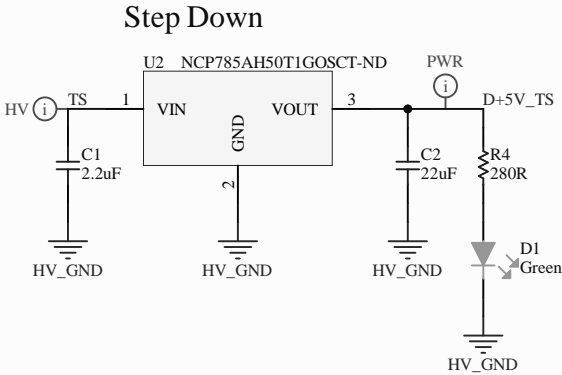 Step Down
U2 NCP785AH50T1GOSCT-ND
PWR
HV i TS 1 VIN VOUT 3 i D+5V_TS
GND
2
C1
2.2uF
C2
22uF
R4
280R
HV_GND
HV_GND
HV_GND
D1
Green
HV_GND